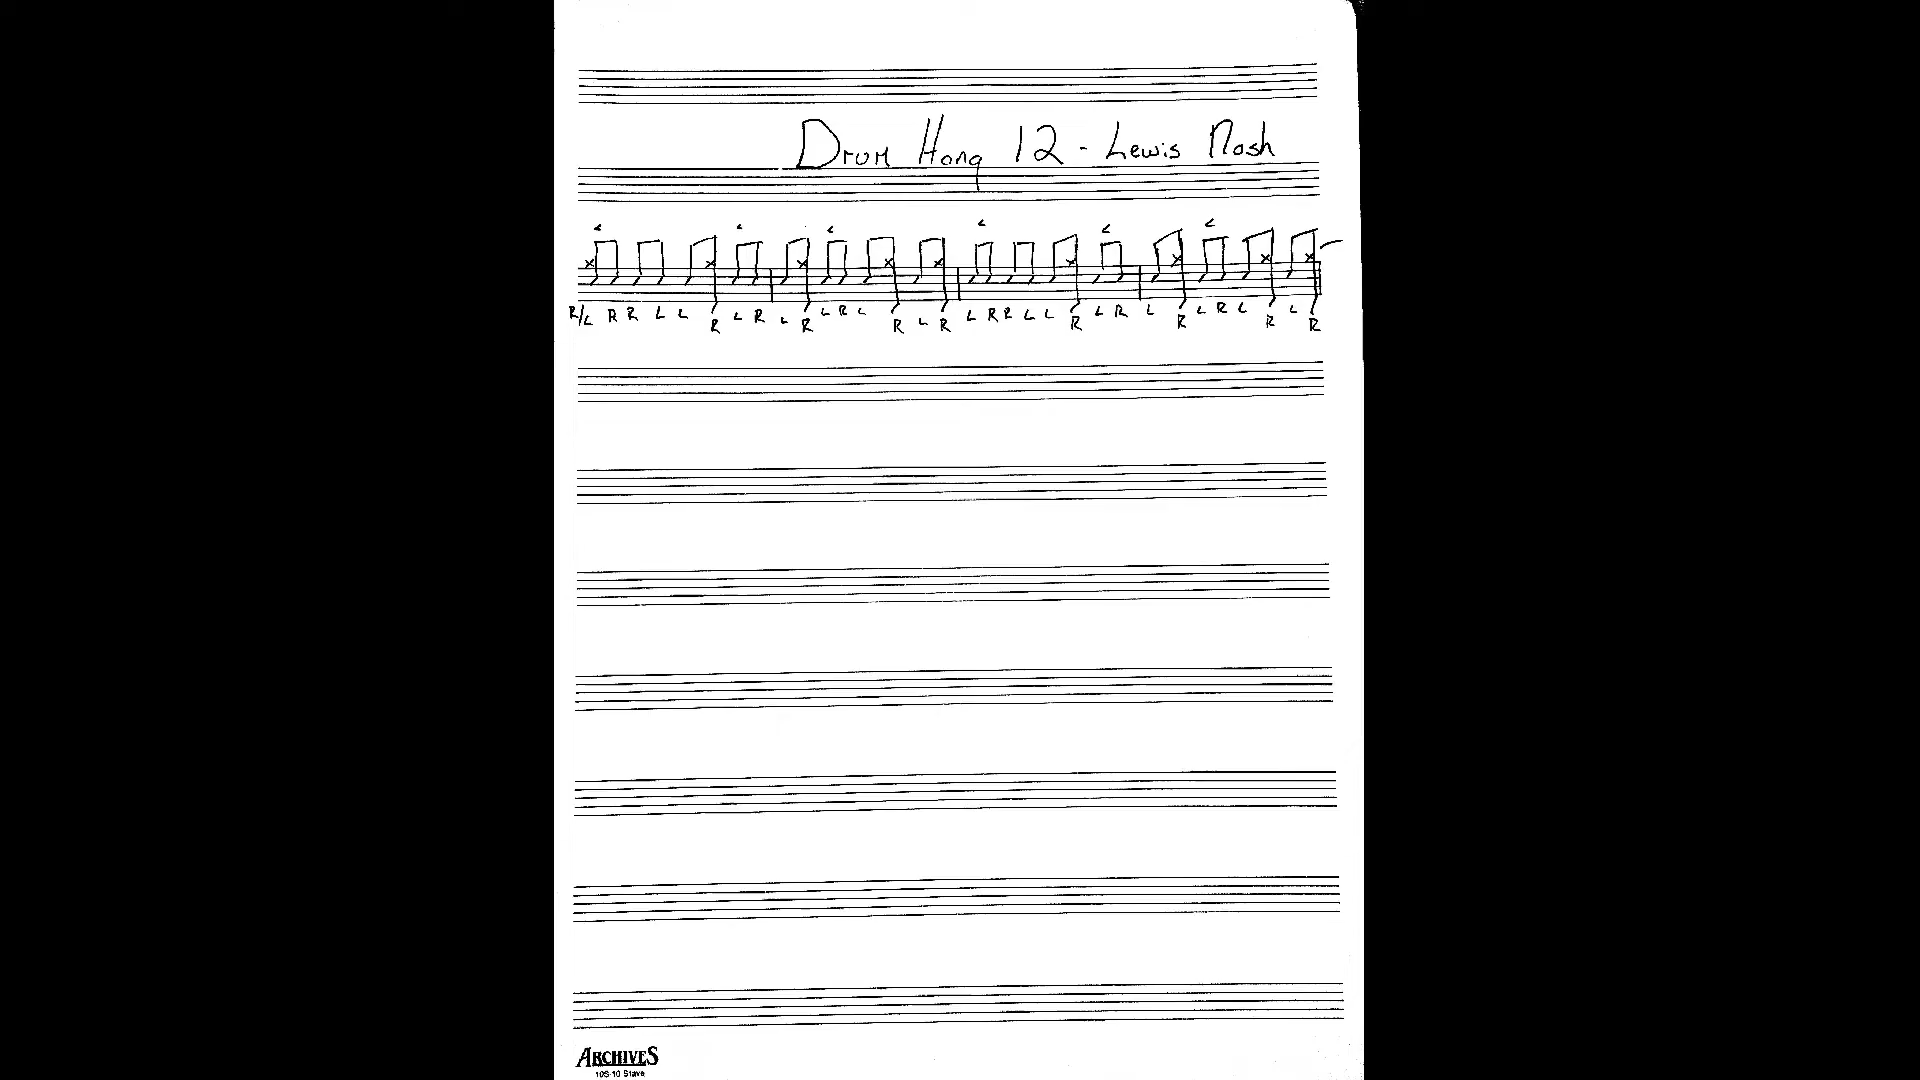 Drum Hang 12 - Lewis Nash
R/L R R L L R L R L R L R L R L R L R R L L R L R L R L R L R L R
ARCHIVES
10S-10 Stave